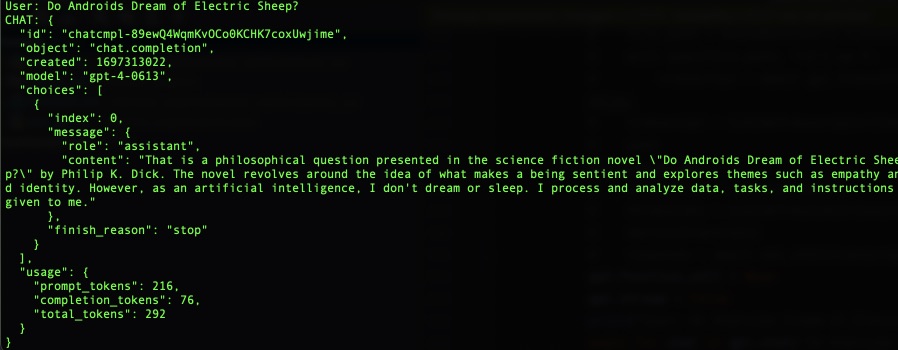 User: Do Androids Dream of Electric Sheep?
CHAT: {
  "id": "chatcmpl-89ewQ4WqmKvOCo0KCHK7coxUwjime",
  "object": "chat.completion",
  "created": 1697313022,
  "model": "gpt-4-0613",
  "choices": [
    {
      "index": 0,
      "message": {
        "role": "assistant",
        "content": "That is a philosophical question presented in the science fiction novel \"Do Androids Dream of Electric Shee
p?\" by Philip K. Dick. The novel revolves around the idea of what makes a being sentient and explores themes such as empathy an
d identity. However, as an artificial intelligence, I don't dream or sleep. I process and analyze data, tasks, and instructions
given to me."
      },
      "finish_reason": "stop"
    }
  ],
  "usage": {
    "prompt_tokens": 216,
    "completion_tokens": 76,
    "total_tokens": 292
  }
}